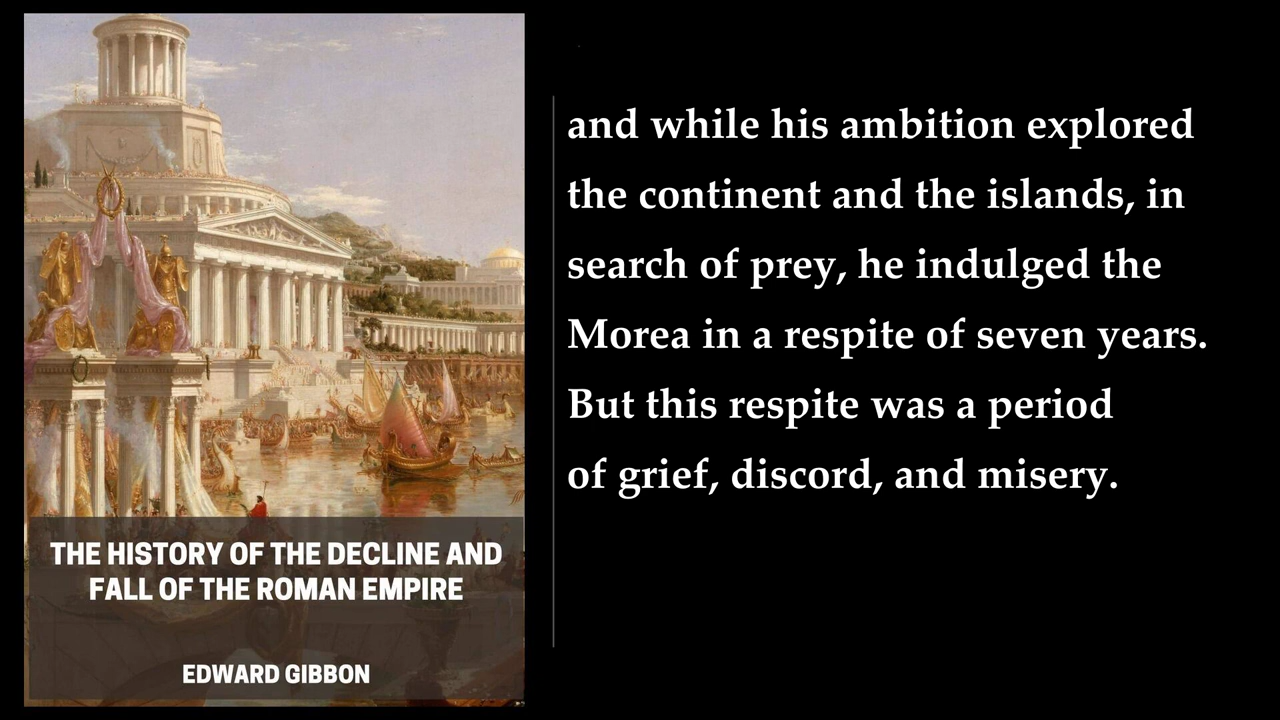 THE HISTORY OF THE DECLINE AND
FALL OF THE ROMAN EMPIRE
EDWARD GIBBON
and while his ambition explored
the continent and the islands, in
search of prey, he indulged the
Morea in a respite of seven years.
But this respite was a period
of grief, discord, and misery.